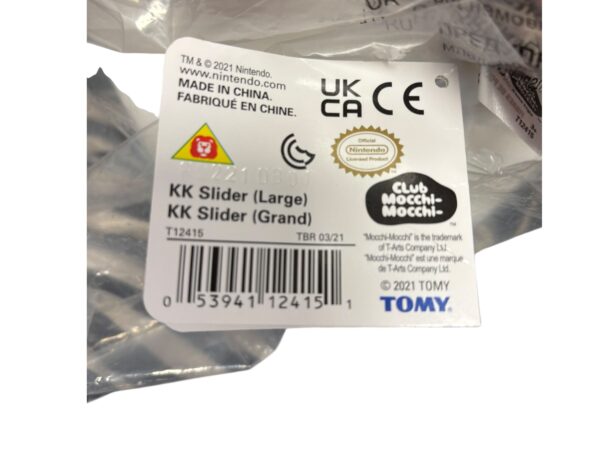 TM & © 2021 Nintendo.
www.nintendo.com
MADE IN CHINA.
FABRIQUÉ EN CHINE.
UK
CA CE
Official
Nintendo
Licensed Product
KK Slider (Large)
KK Slider (Grand)
T12415 TBR 03/21
0 53941 12415 1
CLub
Mocchi-
Mocchi-
TM
"Mocchi-Mocchi" is the trademark
of T-Arts Company Ltd.
"Mocchi-Mocchi" est une marque
de T-Arts Company Ltd.
© 2021 TOMY
TOMY
T12415